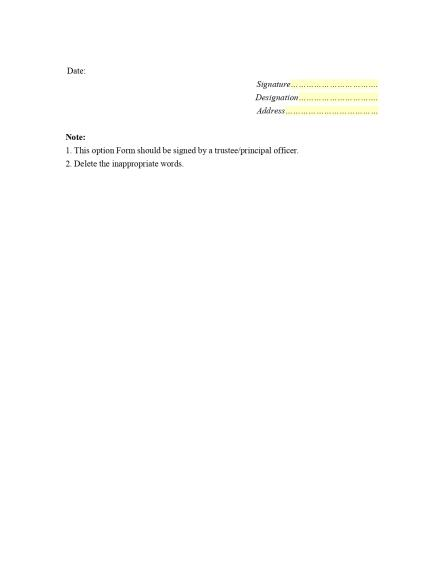 Date:
Signature…………………………….
Designation………………………….
Address………………………………
Note:
1. This option Form should be signed by a trustee/principal officer.
2. Delete the inappropriate words.